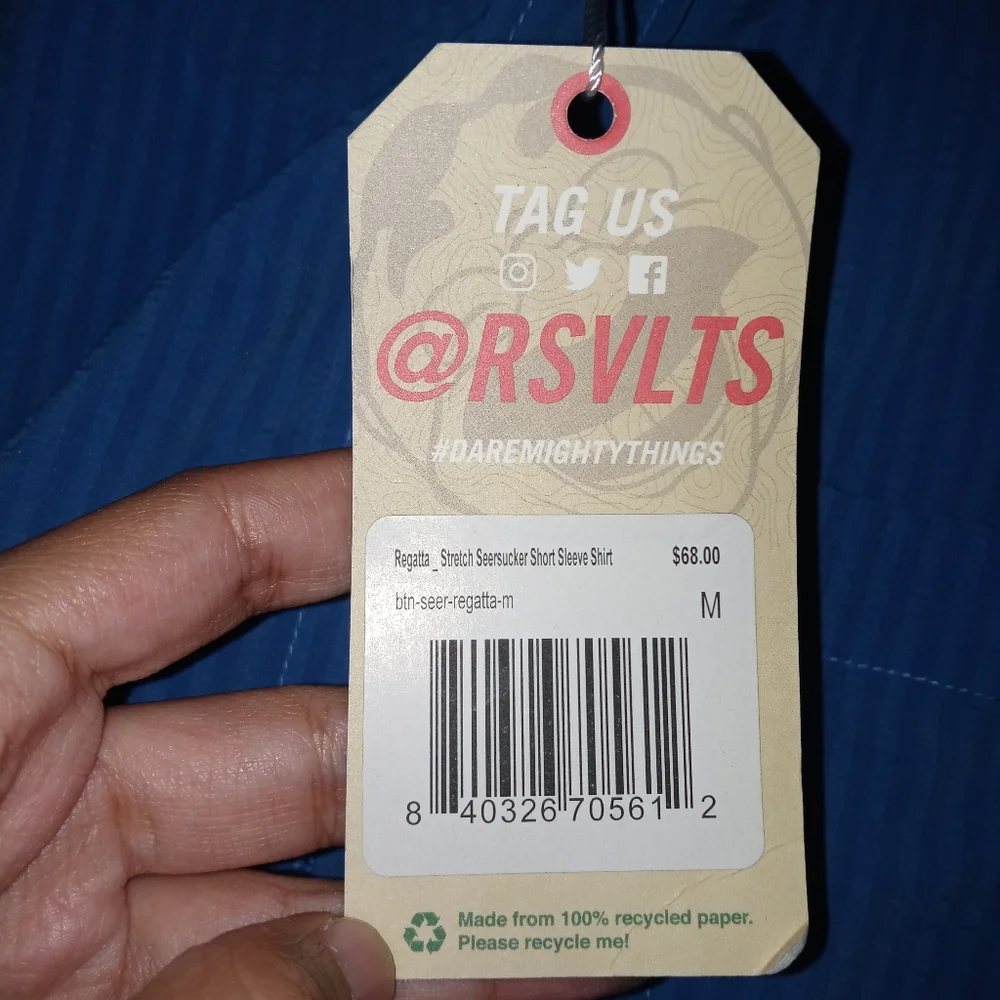 TAG US
@RSVLTS
#DAREMIGHTYTHINGS
Regatta _ Stretch Seersucker Short Sleeve Shirt $68.00
btn-seer-regatta-m M
8 40326 70561 2
Made from 100% recycled paper.
Please recycle me!